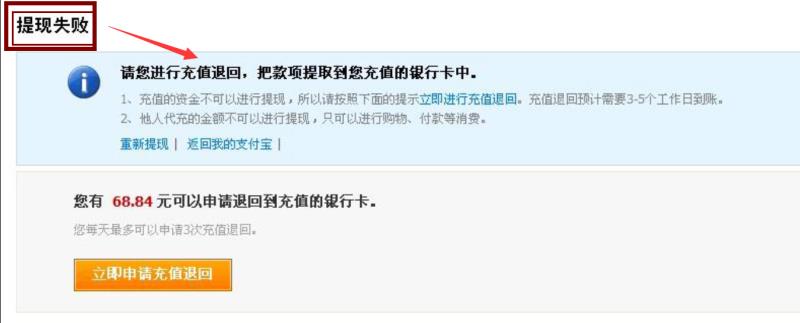 提现失败
请您进行充值退回，把款项提取到您充值的银行卡中。
1、充值的资金不可以进行提现，所以请按照下面的提示立即进行充值退回。充值退回预计需要3-5个工作日到账。
2、他人代充的金额不可以进行提现，只可以进行购物、付款等消费。
重新提现 | 返回我的支付宝 |
您有 68.84 元可以申请退回到充值的银行卡。
您每天最多可以申请3次充值退回。
立即申请充值退回